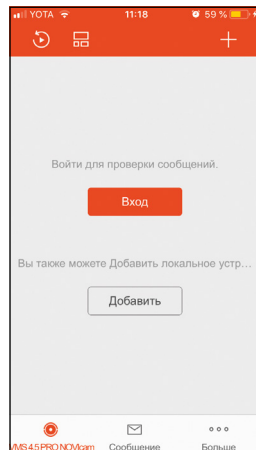 YOTA 11:18 59 %
Войти для проверки сообщений.
Вход
Вы также можете Добавить локальное устр...
Добавить
VMS 4.5 PRO NOVIcam Сообщение Больше